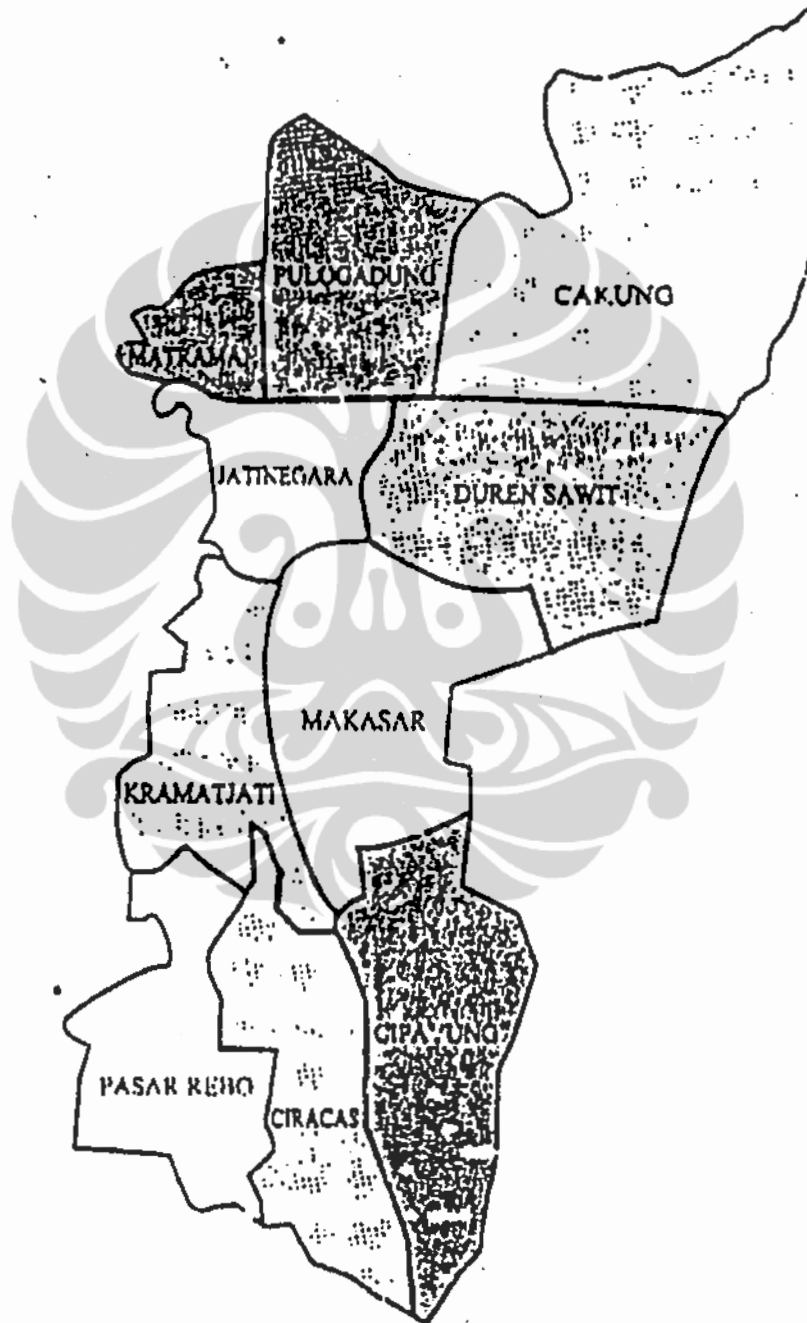 PULOGADUNG
CAKUNG
MATRAMAN
JATINEGARA
DUREN SAWIT
MAKASAR
KRAMATJATI
CIPAYUNG
PASAR REBO
CIRACAS